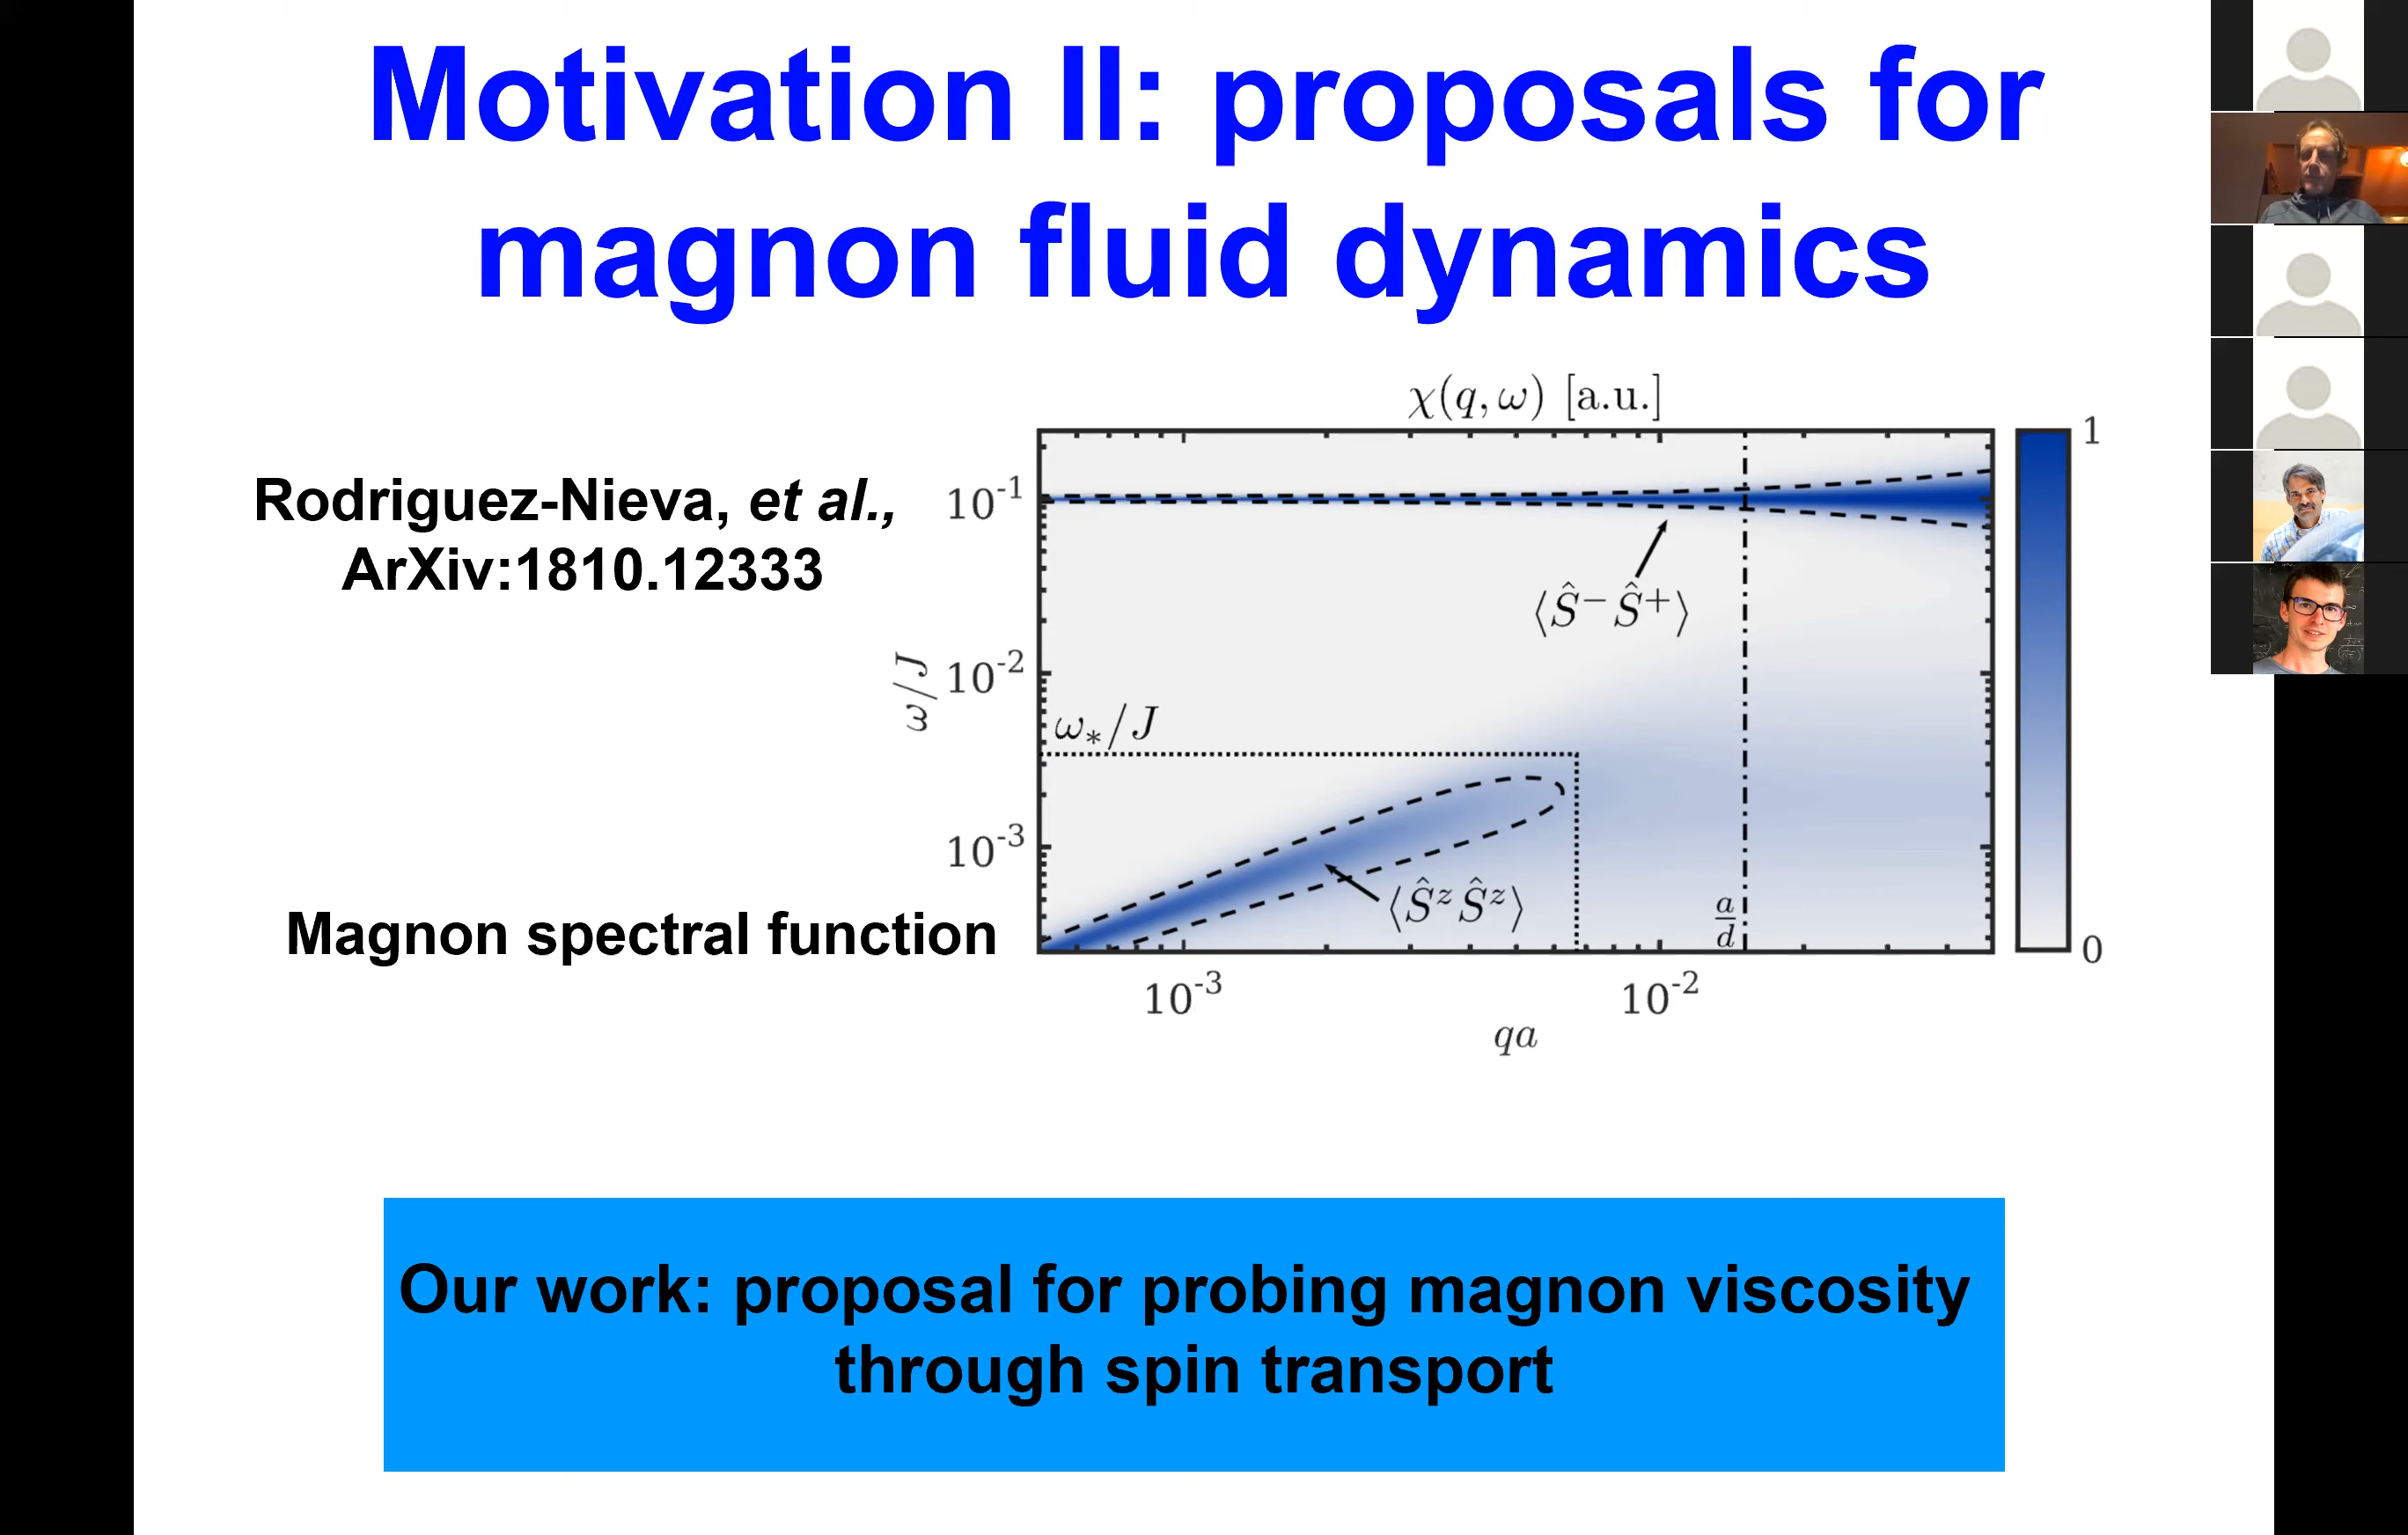 Motivation II: proposals for
magnon fluid dynamics
Rodriguez-Nieva, et al.,
ArXiv:1810.12333
Magnon spectral function
χ(q, ω) [a.u.]
1
0
10⁻¹
10⁻²
10⁻³
ω/J
ω∗/J
⟨Ŝ⁻Ŝ⁺⟩
⟨Ŝᶻ Ŝᶻ⟩
a
d
10⁻³
10⁻²
qa
Our work: proposal for probing magnon viscosity
through spin transport